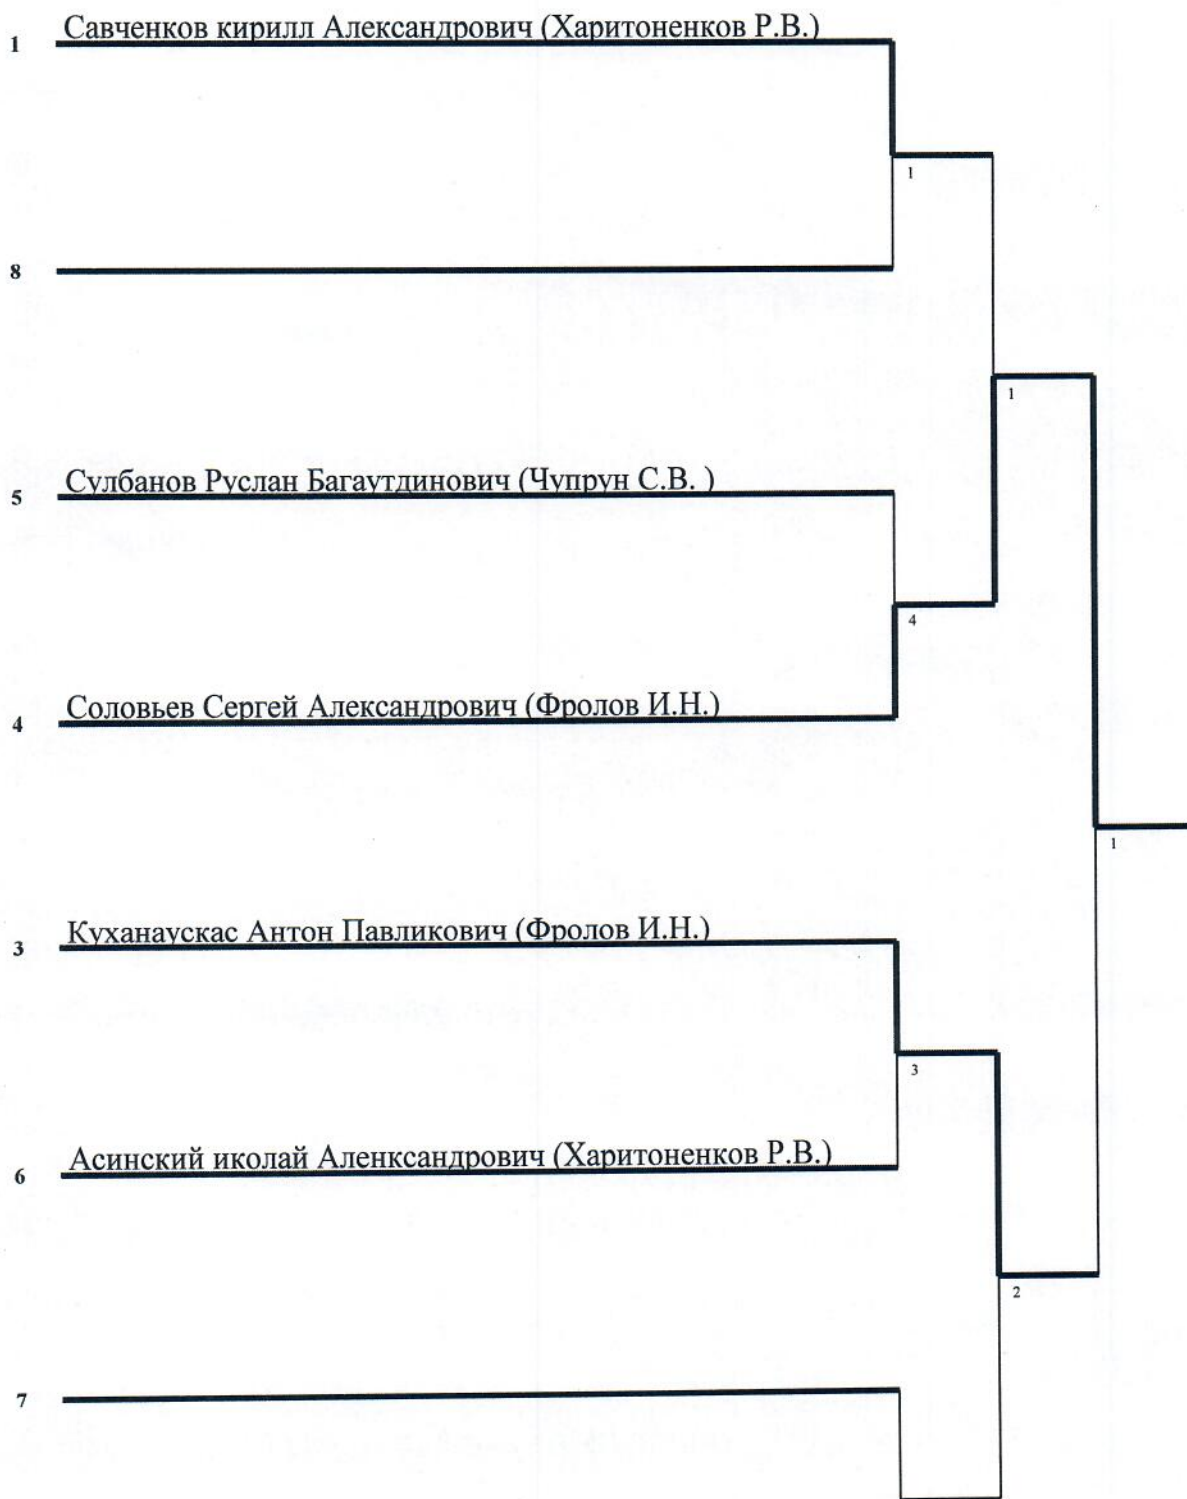 Савченков кирилл Александрович (Харитоненков Р.В.)
1
1
8
1
Сулбанов Руслан Багаутдинович (Чупрун С.В. )
5
4
Соловьев Сергей Александрович (Фролов И.Н.)
4
1
Куханаускас Антон Павликович (Фролов И.Н.)
3
3
Асинский иколай Аленксандрович (Харитоненков Р.В.)
6
2
7